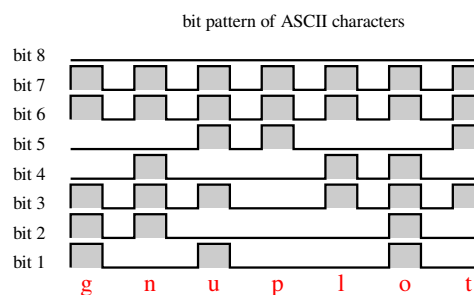 bit pattern of ASCII characters
bit 8
bit 7
bit 6
bit 5
bit 4
bit 3
bit 2
bit 1
g n u p l o t